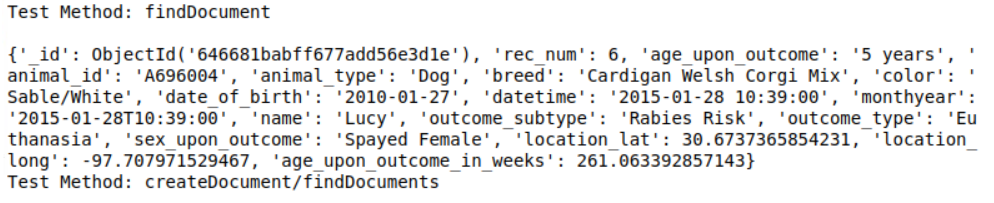 Test Method: findDocument
{'_id': ObjectId('646681babff677add56e3d1e'), 'rec_num': 6, 'age_upon_outcome': '5 years', '
animal_id': 'A696004', 'animal_type': 'Dog', 'breed': 'Cardigan Welsh Corgi Mix', 'color': '
Sable/White', 'date_of_birth': '2010-01-27', 'datetime': '2015-01-28 10:39:00', 'monthyear':
'2015-01-28T10:39:00', 'name': 'Lucy', 'outcome_subtype': 'Rabies Risk', 'outcome_type': 'Eu
thanasia', 'sex_upon_outcome': 'Spayed Female', 'location_lat': 30.6737365854231, 'location_
long': -97.707971529467, 'age_upon_outcome_in_weeks': 261.063392857143}
Test Method: createDocument/findDocuments